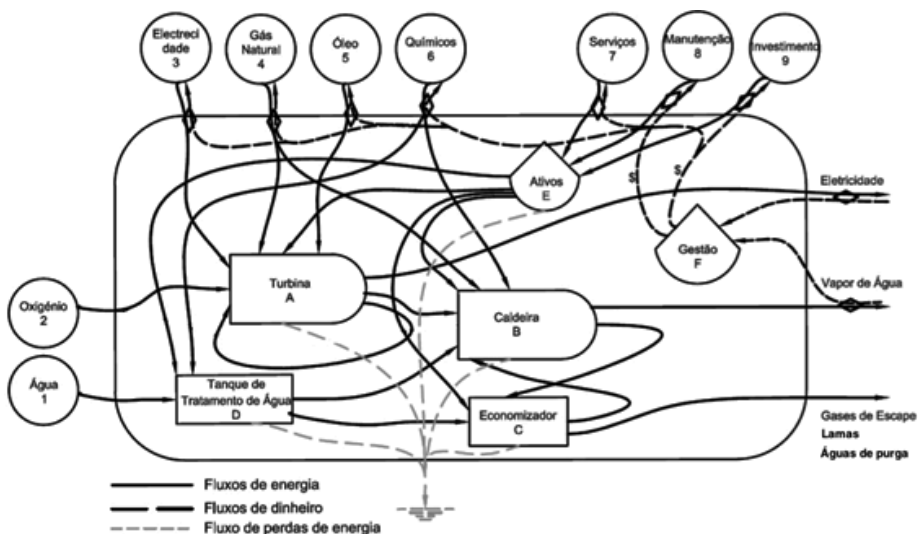 Electreci
dade
3
Gás
Natural
4
Óleo
5
Químicos
6
Serviços
7
Manutenção
8
Investimento
9
Ativos
E
$
$
Eletricidade
Gestão
F
Turbina
A
Vapor de Água
Oxigénio
2
Caldeira
B
Água
1
Tanque de
Tratamento de Água
D
Economizador
C
Gases de Escape
Lamas
Águas de purga
Fluxos de energia
Fluxos de dinheiro
Fluxo de perdas de energia